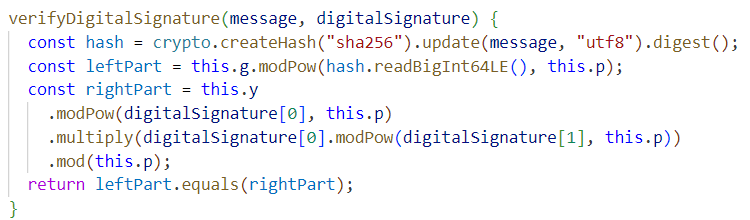 verifyDigitalSignature(message, digitalSignature) {
  const hash = crypto.createHash("sha256").update(message, "utf8").digest();
  const leftPart = this.g.modPow(hash.readBigInt64LE(), this.p);
  const rightPart = this.y
    .modPow(digitalSignature[0], this.p)
    .multiply(digitalSignature[0].modPow(digitalSignature[1], this.p))
    .mod(this.p);
  return leftPart.equals(rightPart);
}